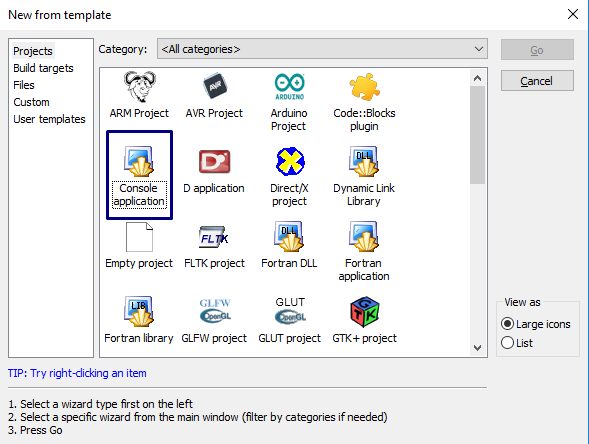 New from template
Projects
Build targets
Files
Custom
User templates
Category:
<All categories>
Go
Cancel
ARM Project
AVR
AVR Project
ARDUINO
Arduino
Project
Code::Blocks
plugin
Console
application
D
D application
Direct/X
project
DLL
Dynamic Link
Library
Empty project
FLTK
FLTK project
DLL
Fortran DLL
Fortran
application
LIB
Fortran library
GLFW
OpenGL
GLFW project
GLUT
OpenGL
GLUT project
GTK
GTK+ project
View as
Large icons
List
TIP: Try right-clicking an item
1. Select a wizard type first on the left
2. Select a specific wizard from the main window (filter by categories if needed)
3. Press Go